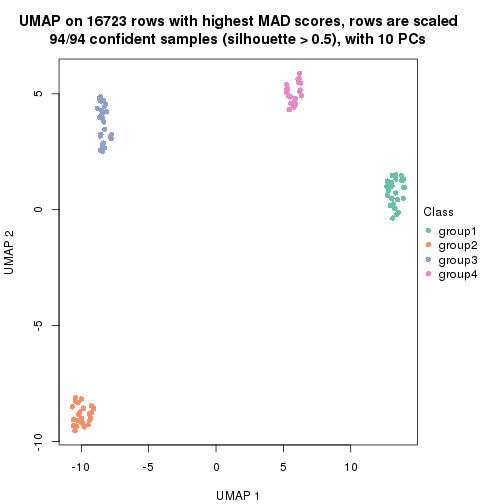 UMAP on 16723 rows with highest MAD scores, rows are scaled
94/94 confident samples (silhouette > 0.5), with 10 PCs
UMAP 2
5
0
-5
-10
-10
-5
0
5
10
UMAP 1
Class
group1
group2
group3
group4